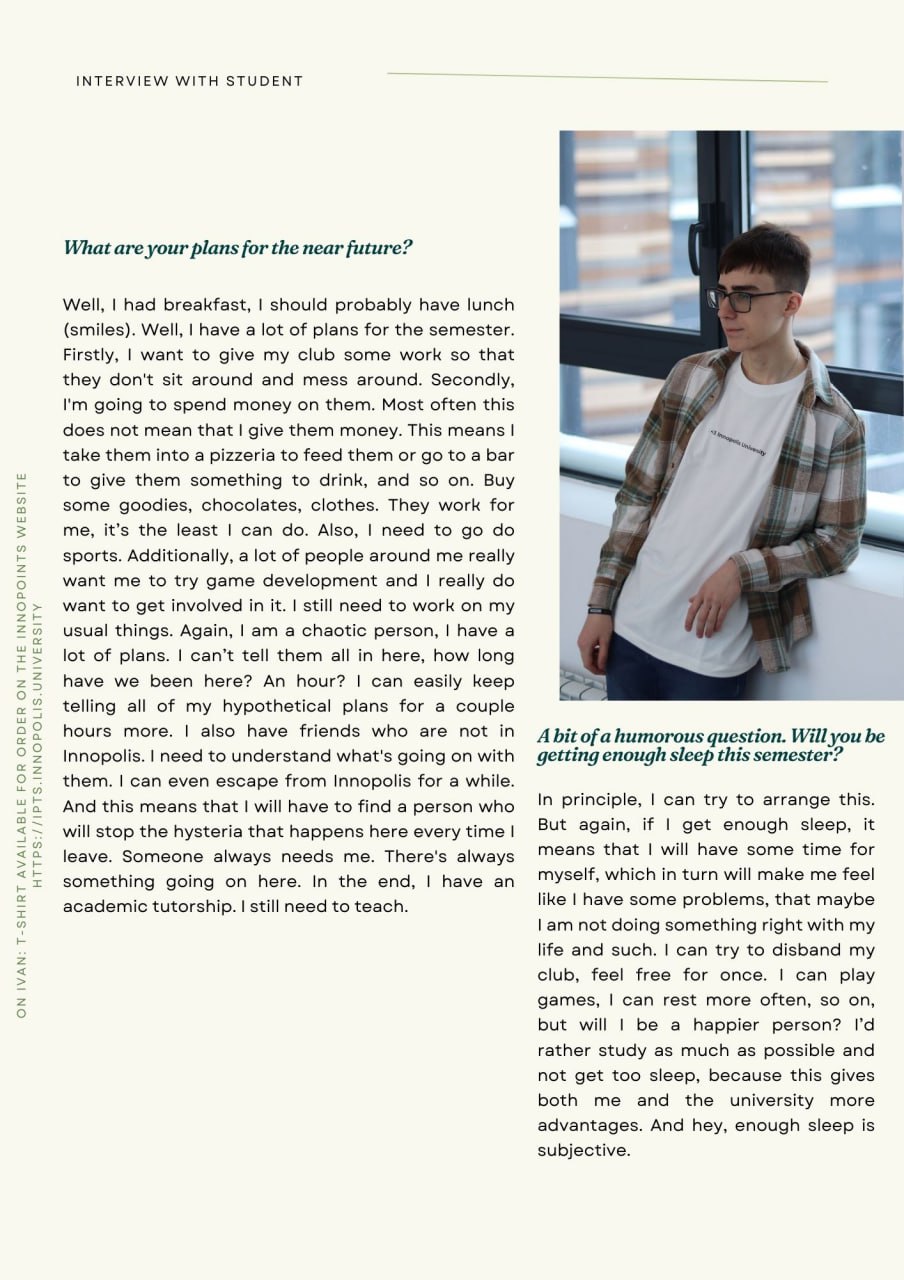 INTERVIEW WITH STUDENT
What are your plans for the near future?
Well, I had breakfast, I should probably have lunch
(smiles). Well, I have a lot of plans for the semester.
Firstly, I want to give my club some work so that
they don't sit around and mess around. Secondly,
I'm going to spend money on them. Most often this
does not mean that I give them money. This means I
take them into a pizzeria to feed them or go to a bar
to give them something to drink, and so on. Buy
some goodies, chocolates, clothes. They work for
me, it’s the least I can do. Also, I need to go do
sports. Additionally, a lot of people around me really
want me to try game development and I really do
want to get involved in it. I still need to work on my
usual things. Again, I am a chaotic person, I have a
lot of plans. I can’t tell them all in here, how long
have we been here? An hour? I can easily keep
telling all of my hypothetical plans for a couple
hours more. I also have friends who are not in
Innopolis. I need to understand what's going on with
them. I can even escape from Innopolis for a while.
And this means that I will have to find a person who
will stop the hysteria that happens here every time I
leave. Someone always needs me. There's always
something going on here. In the end, I have an
academic tutorship. I still need to teach.
<3 Innopolis University
A bit of a humorous question. Will you be
getting enough sleep this semester?
In principle, I can try to arrange this.
But again, if I get enough sleep, it
means that I will have some time for
myself, which in turn will make me feel
like I have some problems, that maybe
I am not doing something right with my
life and such. I can try to disband my
club, feel free for once. I can play
games, I can rest more often, so on,
but will I be a happier person? I’d
rather study as much as possible and
not get too sleep, because this gives
both me and the university more
advantages. And hey, enough sleep is
subjective.
ON IVAN: T-SHIRT AVAILABLE FOR ORDER ON THE INNOPOINTS WEBSITE
HTTPS://IPTS.INNOPOLIS.UNIVERSITY